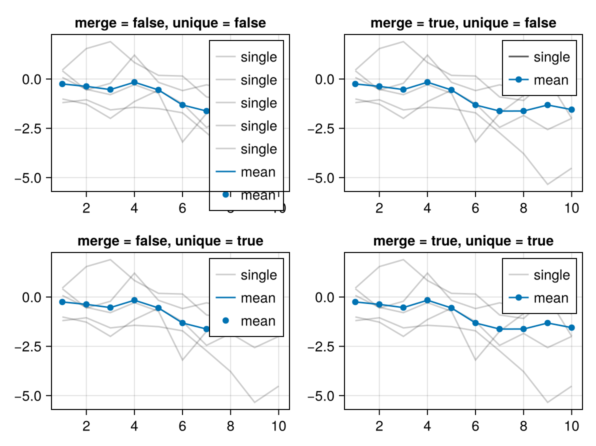 merge = false, unique = false
merge = true, unique = false
single
single
single
single
single
mean
mean
0.0
−2.5
−5.0
2
4
6
8
10
single
mean
0.0
−2.5
−5.0
2
4
6
8
10
merge = false, unique = true
merge = true, unique = true
single
mean
mean
0.0
−2.5
−5.0
2
4
6
8
10
single
mean
0.0
−2.5
−5.0
2
4
6
8
10